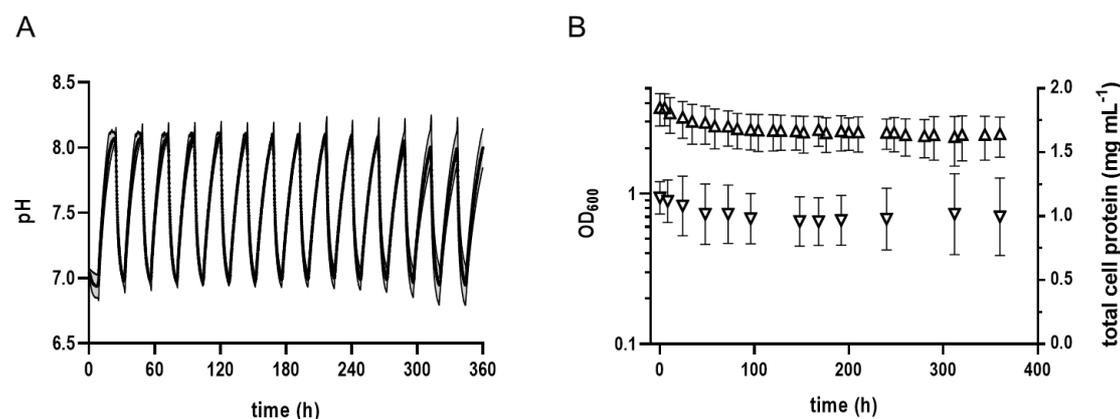 A
B
8.5
8.0
7.5
7.0
6.5
pH
0 60 120 180 240 300 360
time (h)
1
0.1
OD600
2.0
1.5
1.0
0.5
0.0
total cell protein (mg mL-1)
0 100 200 300 400
time (h)